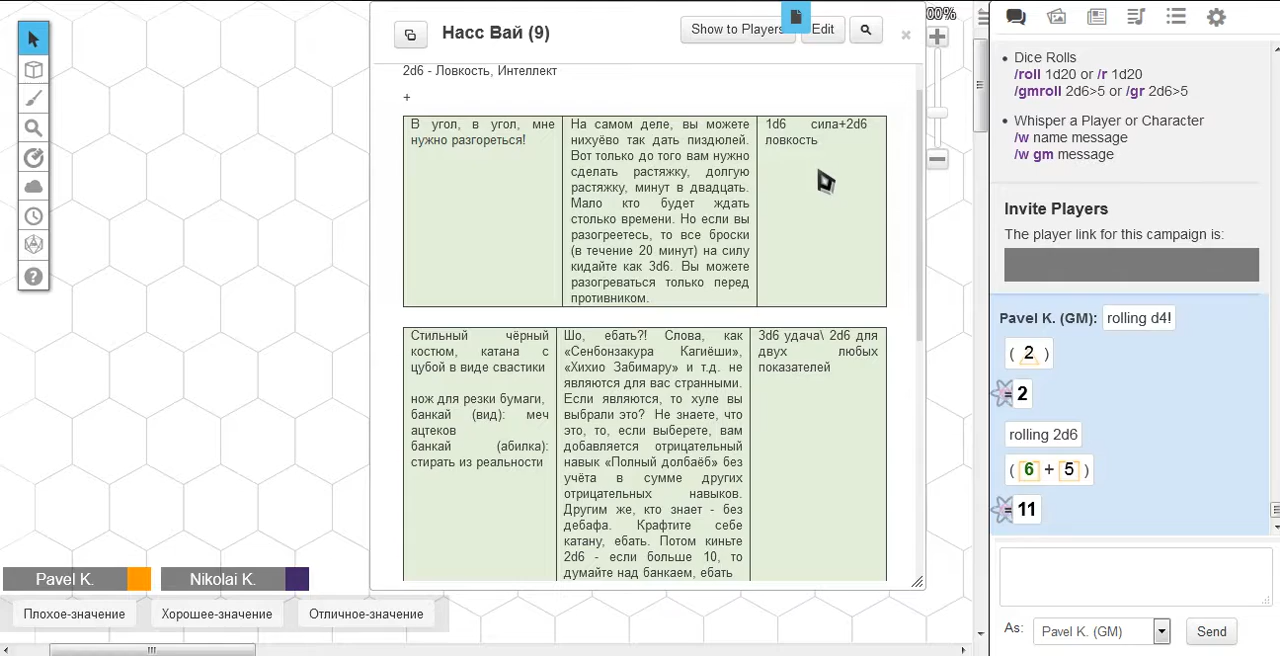 Насс Вай (9)
Show to Players
Edit
00%
2d6 - Ловкость, Интеллект
+
В угол, в угол, мне
нужно разгореться!
На самом деле, вы можете
нихуёво так дать пиздюлей.
Вот только до того вам нужно
сделать растяжку, долгую
растяжку, минут в двадцать.
Мало кто будет ждать
столько времени. Но если вы
разогреетесь, то все броски
(в течение 20 минут) на силу
кидайте как 3d6. Вы можете
разогреваться только перед
противником.
1d6 сила+2d6
ловкость
Стильный чёрный
костюм, катана с
цубой в виде свастики
нож для резки бумаги,
банкай (вид): меч
ацтеков
банкай (абилка):
стирать из реальности
Шо, ебать?! Слова, как
«Сенбонзакура Кагиёши»,
«Хихио Забимару» и т.д. не
являются для вас странными.
Если являются, то хуле вы
выбрали это? Не знаете, что
это, то, если выберете, вам
добавляется отрицательный
навык «Полный долбаёб» без
учёта в сумме других
отрицательных навыков.
Другим же, кто знает - без
дебафа. Крафтите себе
катану, ебать. Потом киньте
2d6 - если больше 10, то
думайте над банкаем, ебать
3d6 удача\ 2d6 для
двух любых
показателей
Pavel K.
Nikolai K.
Плохое-значение
Хорошее-значение
Отличное-значение
Dice Rolls
/roll 1d20 or /r 1d20
/gmroll 2d6>5 or /gr 2d6>5
Whisper a Player or Character
/w name message
/w gm message
Invite Players
The player link for this campaign is:
Pavel K. (GM): rolling d4!
( 2 )
=2
rolling 2d6
( 6 + 5 )
=11
As:
Pavel K. (GM)
Send